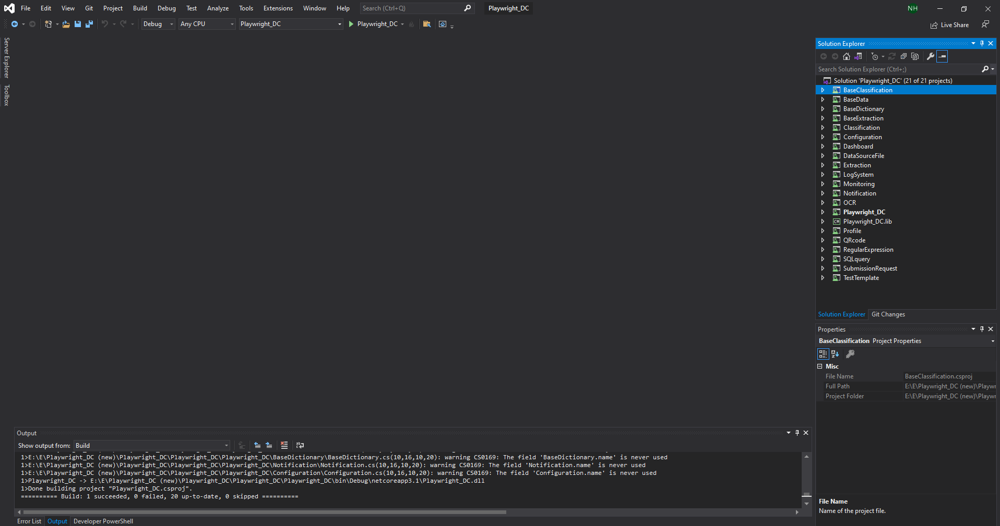 File Edit View Git Project Build Debug Test Analyze Tools Extensions Window Help Search (Ctrl+Q) Playwright_DC NH
Debug Any CPU Playwright_DC Playwright_DC Live Share
Server Explorer
Toolbox
Solution Explorer
Search Solution Explorer (Ctrl+;)
Solution 'Playwright_DC' (21 of 21 projects)
BaseClassification
BaseData
BaseDictionary
BaseExtraction
Classification
Configuration
Dashboard
DataSourceFile
Extraction
LogSystem
Monitoring
Notification
OCR
Playwright_DC
C# Playwright_DC.lib
Profile
QRcode
RegularExpression
SQLquery
SubmissionRequest
TestTemplate
Solution Explorer Git Changes
Properties
BaseClassification Project Properties
Misc
File Name BaseClassification.csproj
Full Path E:\E\Playwright_DC (new)\Playwr
Project Folder E:\E\Playwright_DC (new)\Playwr
File Name
Name of the project file.
Output
Show output from: Build
1>E:\E\Playwright_DC (new)\Playwright_DC\Playwright_DC\Playwright_DC\BaseDictionary\BaseDictionary.cs(10,16,10,20): warning CS0169: The field 'BaseDictionary.name' is never used
1>E:\E\Playwright_DC (new)\Playwright_DC\Playwright_DC\Playwright_DC\Notification\Notification.cs(10,16,10,20): warning CS0169: The field 'Notification.name' is never used
1>E:\E\Playwright_DC (new)\Playwright_DC\Playwright_DC\Playwright_DC\Configuration\Configuration.cs(10,16,10,20): warning CS0169: The field 'Configuration.name' is never used
1>Playwright_DC -> E:\E\Playwright_DC (new)\Playwright_DC\Playwright_DC\Playwright_DC\bin\Debug\netcoreapp3.1\Playwright_DC.dll
1>Done building project "Playwright_DC.csproj".
========== Build: 1 succeeded, 0 failed, 20 up-to-date, 0 skipped ==========
Error List Output Developer PowerShell